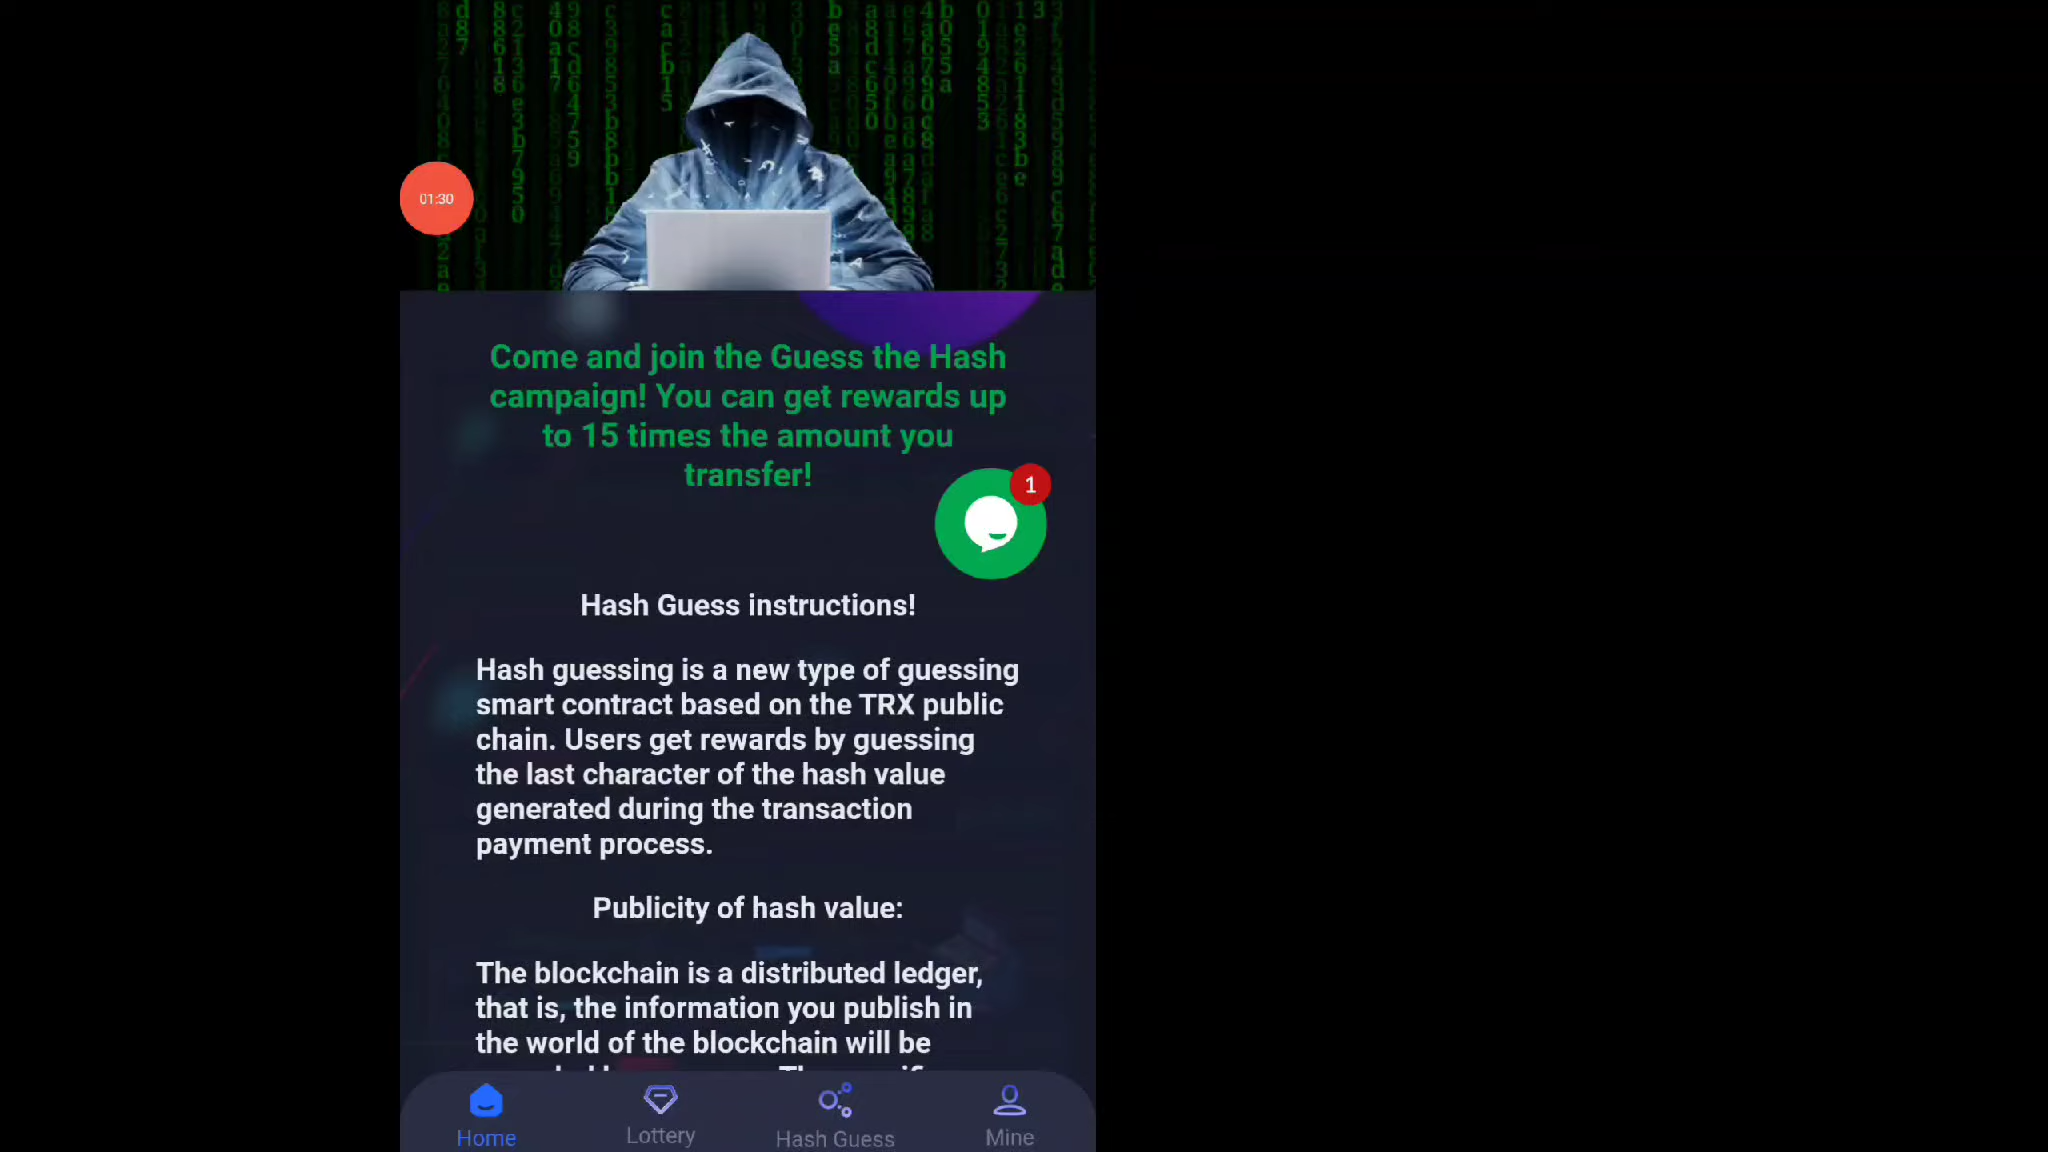 01:30
Come and join the Guess the Hash
campaign! You can get rewards up
to 15 times the amount you
transfer!
1
Hash Guess instructions!
Hash guessing is a new type of guessing
smart contract based on the TRX public
chain. Users get rewards by guessing
the last character of the hash value
generated during the transaction
payment process.
Publicity of hash value:
The blockchain is a distributed ledger,
that is, the information you publish in
the world of the blockchain will be
Home
Lottery
Hash Guess
Mine